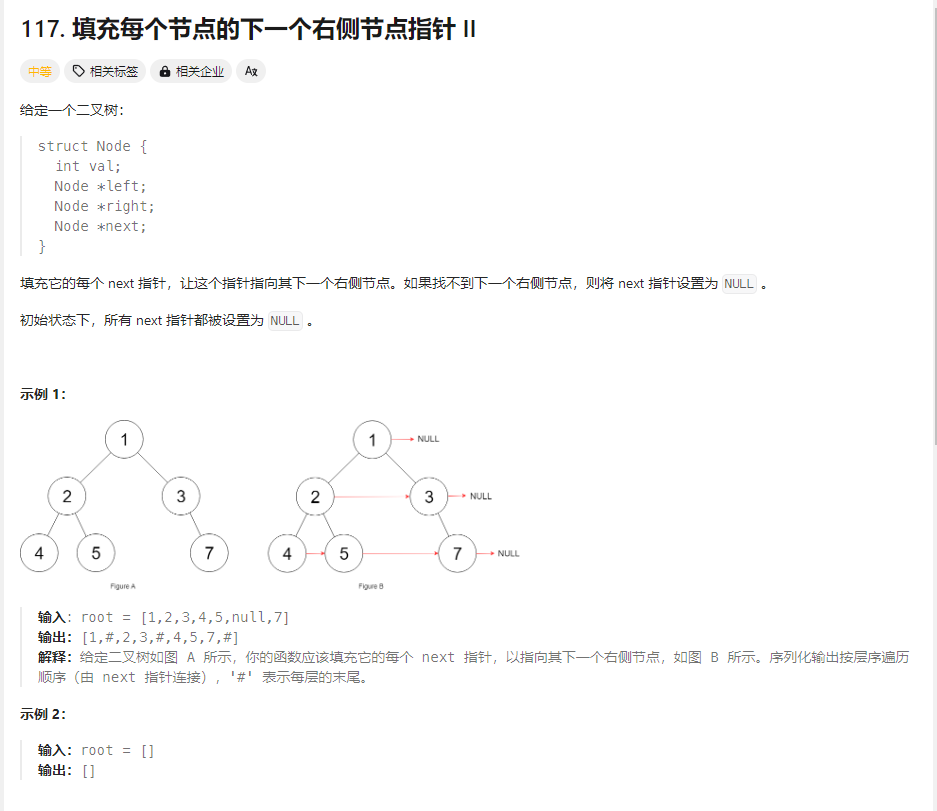 117. 填充每个节点的下一个右侧节点指针 II
中等 相关标签 相关企业 Aあ
给定一个二叉树：
struct Node {
int val;
Node *left;
Node *right;
Node *next;
}
填充它的每个 next 指针，让这个指针指向其下一个右侧节点。如果找不到下一个右侧节点，则将 next 指针设置为 NULL 。
初始状态下，所有 next 指针都被设置为 NULL 。
示例 1：
1 1 NULL
2 3 2 3 NULL
4 5 7 4 5 7 NULL
Figure A Figure B
输入：root = [1,2,3,4,5,null,7]
输出：[1,#,2,3,#,4,5,7,#]
解释：给定二叉树如图 A 所示，你的函数应该填充它的每个 next 指针，以指向其下一个右侧节点，如图 B 所示。序列化输出按层序遍历
顺序（由 next 指针连接），'#' 表示每层的末尾。
示例 2：
输入：root = []
输出：[]